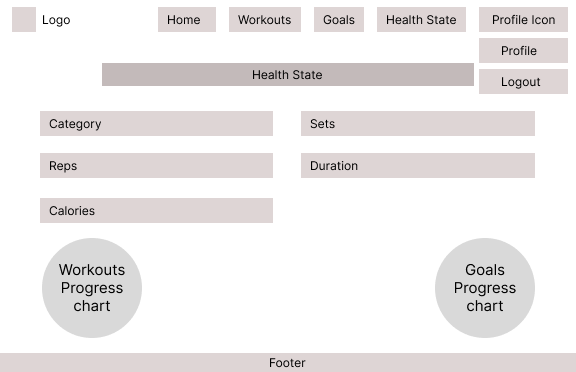 Logo
Home
Workouts
Goals
Health State
Profile Icon
Profile
Logout
Health State
Category
Sets
Reps
Duration
Calories
Workouts
Progress
chart
Goals
Progress
chart
Footer